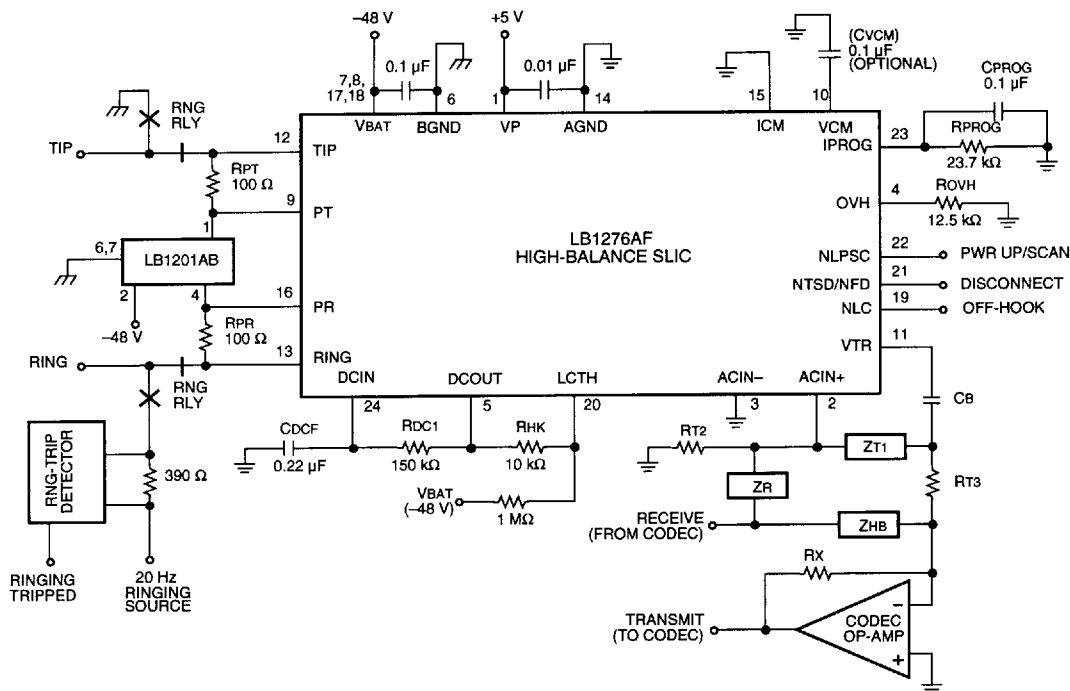 –48 V
+5 V
(CVCM)
0.1 µF
(OPTIONAL)
CPROG
0.1 µF
0.1 µF
0.01 µF
7,8,
17,18
6
1
14
15
10
RNG
RLY
VBAT
BGND
VP
AGND
ICM
VCM
IPROG
23
RPROG
23.7 kΩ
TIP
12
TIP
RPT
100 Ω
9
PT
OVH
4
ROVH
12.5 kΩ
1
6,7
LB1201AB
2
4
–48 V
LB1276AF
HIGH-BALANCE SLIC
NLPSC
22
PWR UP/SCAN
NTSD/NFD
21
DISCONNECT
NLC
19
OFF-HOOK
16
PR
RPR
100 Ω
VTR
11
RING
13
RING
RNG
RLY
DCIN
DCOUT
LCTH
ACIN–
ACIN+
24
5
20
3
2
CB
CDCF
0.22 µF
RDC1
150 kΩ
RHK
10 kΩ
RT2
ZT1
RNG-TRIP
DETECTOR
390 Ω
VBAT
(–48 V)
1 MΩ
ZR
RT3
RECEIVE
(FROM CODEC)
ZHB
RINGING
TRIPPED
20 Hz
RINGING
SOURCE
RX
TRANSMIT
(TO CODEC)
–
CODEC
OP-AMP
+